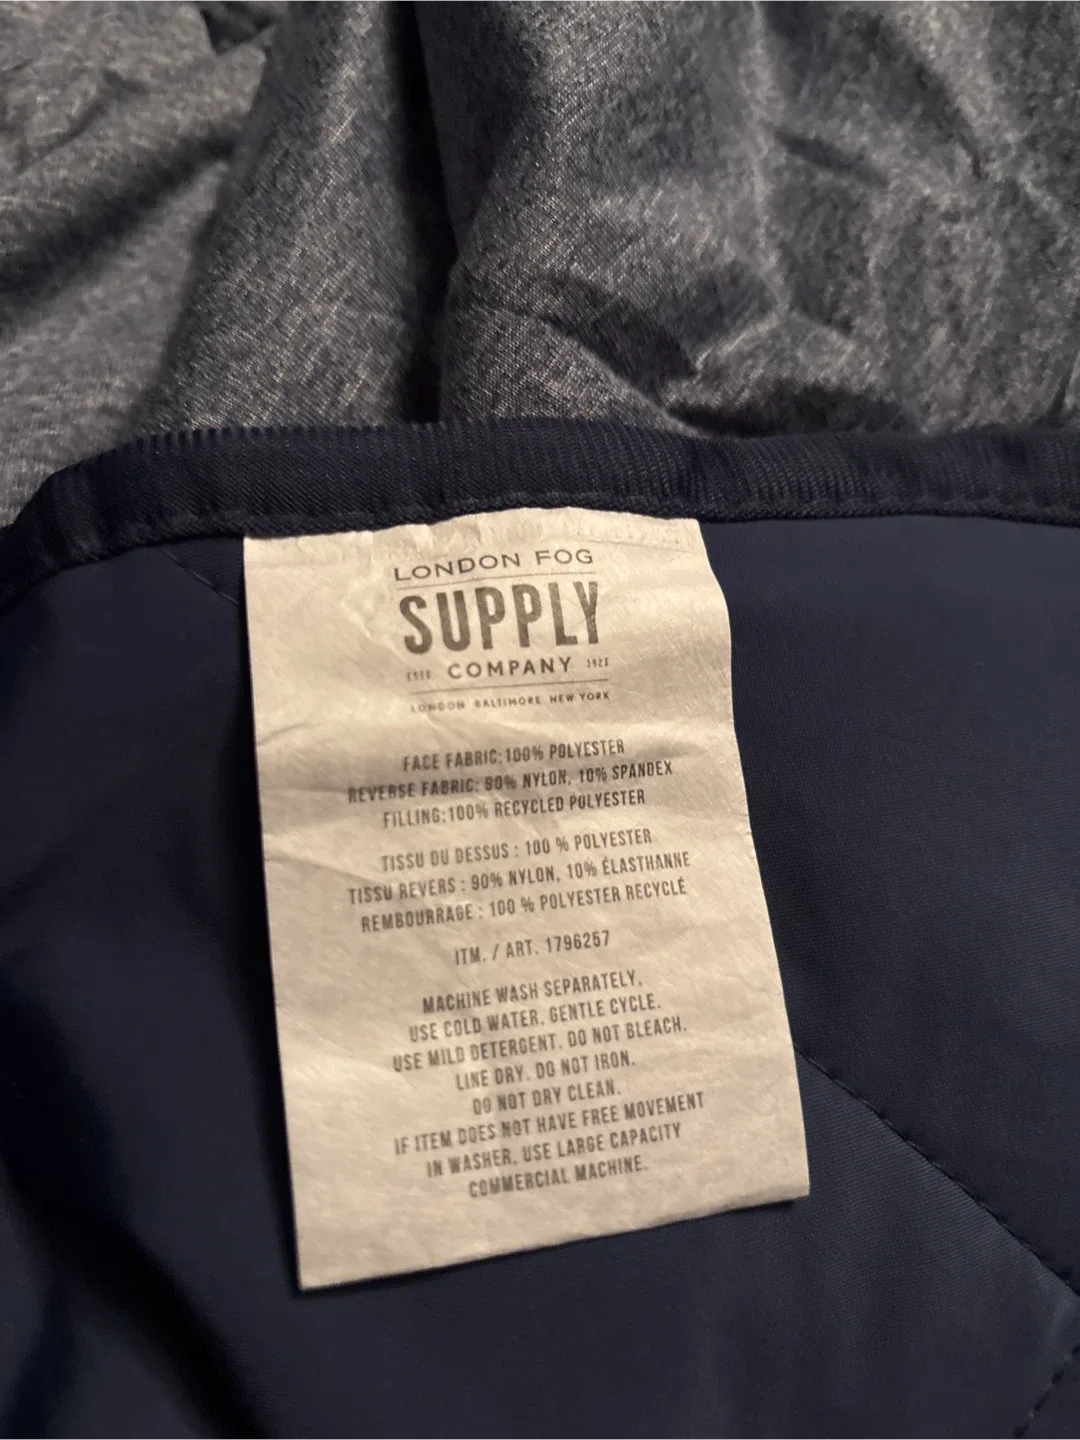 LONDON FOG
SUPPLY
ESTD. COMPANY 1923
LONDON BALTIMORE NEW YORK
FACE FABRIC:100% POLYESTER
REVERSE FABRIC: 90% NYLON, 10% SPANDEX
FILLING:100% RECYCLED POLYESTER
TISSU DU DESSUS : 100 % POLYESTER
TISSU REVERS : 90% NYLON, 10% ÉLASTHANNE
REMBOURRAGE : 100 % POLYESTER RECYCLÉ
ITM. / ART. 1796267
MACHINE WASH SEPARATELY,
USE COLD WATER, GENTLE CYCLE.
USE MILD DETERGENT. DO NOT BLEACH.
LINE DRY. DO NOT IRON.
DO NOT DRY CLEAN.
IF ITEM DOES NOT HAVE FREE MOVEMENT
IN WASHER, USE LARGE CAPACITY
COMMERCIAL MACHINE.